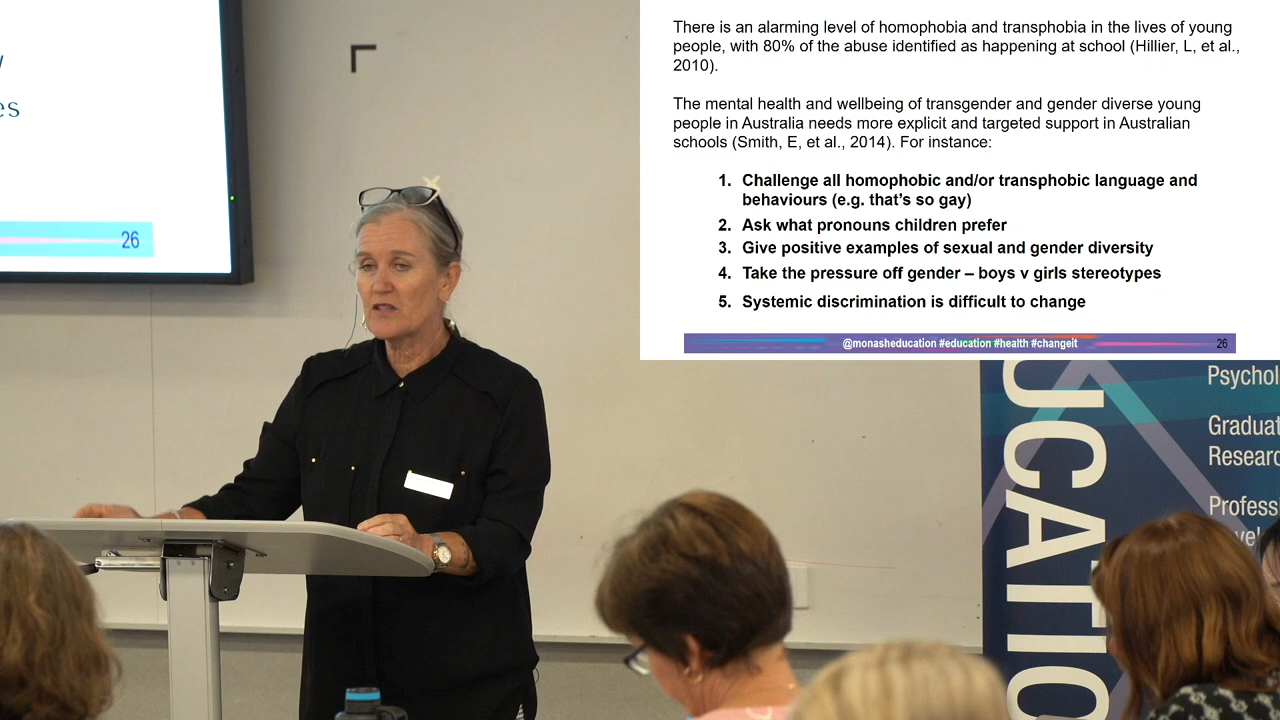 es
26
There is an alarming level of homophobia and transphobia in the lives of young
people, with 80% of the abuse identified as happening at school (Hillier, L, et al.,
2010).
The mental health and wellbeing of transgender and gender diverse young
people in Australia needs more explicit and targeted support in Australian
schools (Smith, E, et al., 2014). For instance:
1. Challenge all homophobic and/or transphobic language and
behaviours (e.g. that's so gay)
2. Ask what pronouns children prefer
3. Give positive examples of sexual and gender diversity
4. Take the pressure off gender – boys v girls stereotypes
5. Systemic discrimination is difficult to change
@monasheducation #education #health #changeit
26
UCATIO
Psychol
Graduat
Researc
Profess